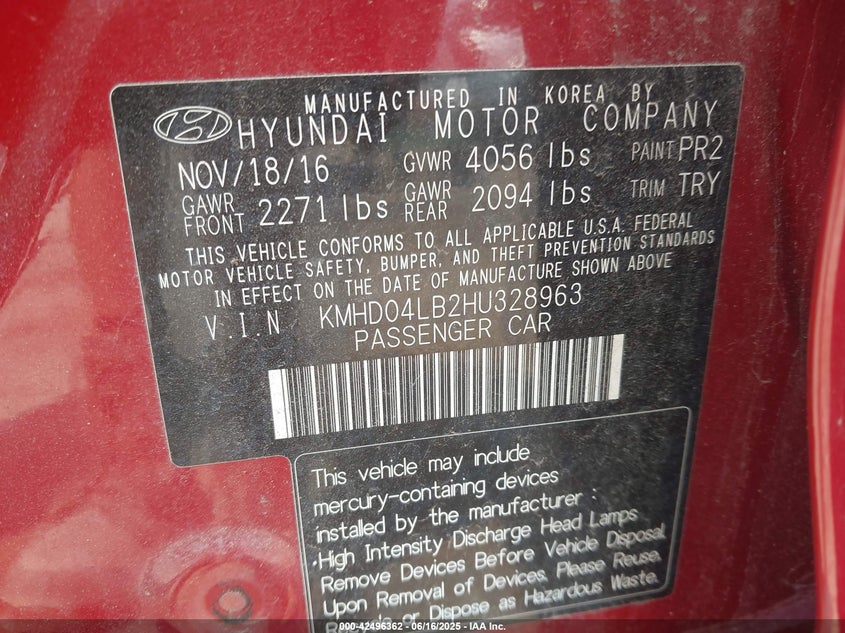 MANUFACTURED IN KOREA BY
HYUNDAI MOTOR COMPANY
NOV/18/16 GVWR 4056 lbs PAINT PR2
GAWR FRONT 2271 lbs GAWR REAR 2094 lbs TRIM TRY
THIS VEHICLE CONFORMS TO ALL APPLICABLE U.S.A. FEDERAL
MOTOR VEHICLE SAFETY, BUMPER, AND THEFT PREVENTION STANDARDS
IN EFFECT ON THE DATE OF MANUFACTURE SHOWN ABOVE
V.I.N KMHD04LB2HU328963
PASSENGER CAR
This vehicle may include
mercury-containing devices
installed by the manufacturer :
·High Intensity Discharge Head Lamps
Remove Devices Before Vehicle Disposal.
Upon Removal of Devices, Please Reuse,
Recycle or Dispose as Hazardous Waste.
000-42496362 - 06/16/2025 - IAA Inc.